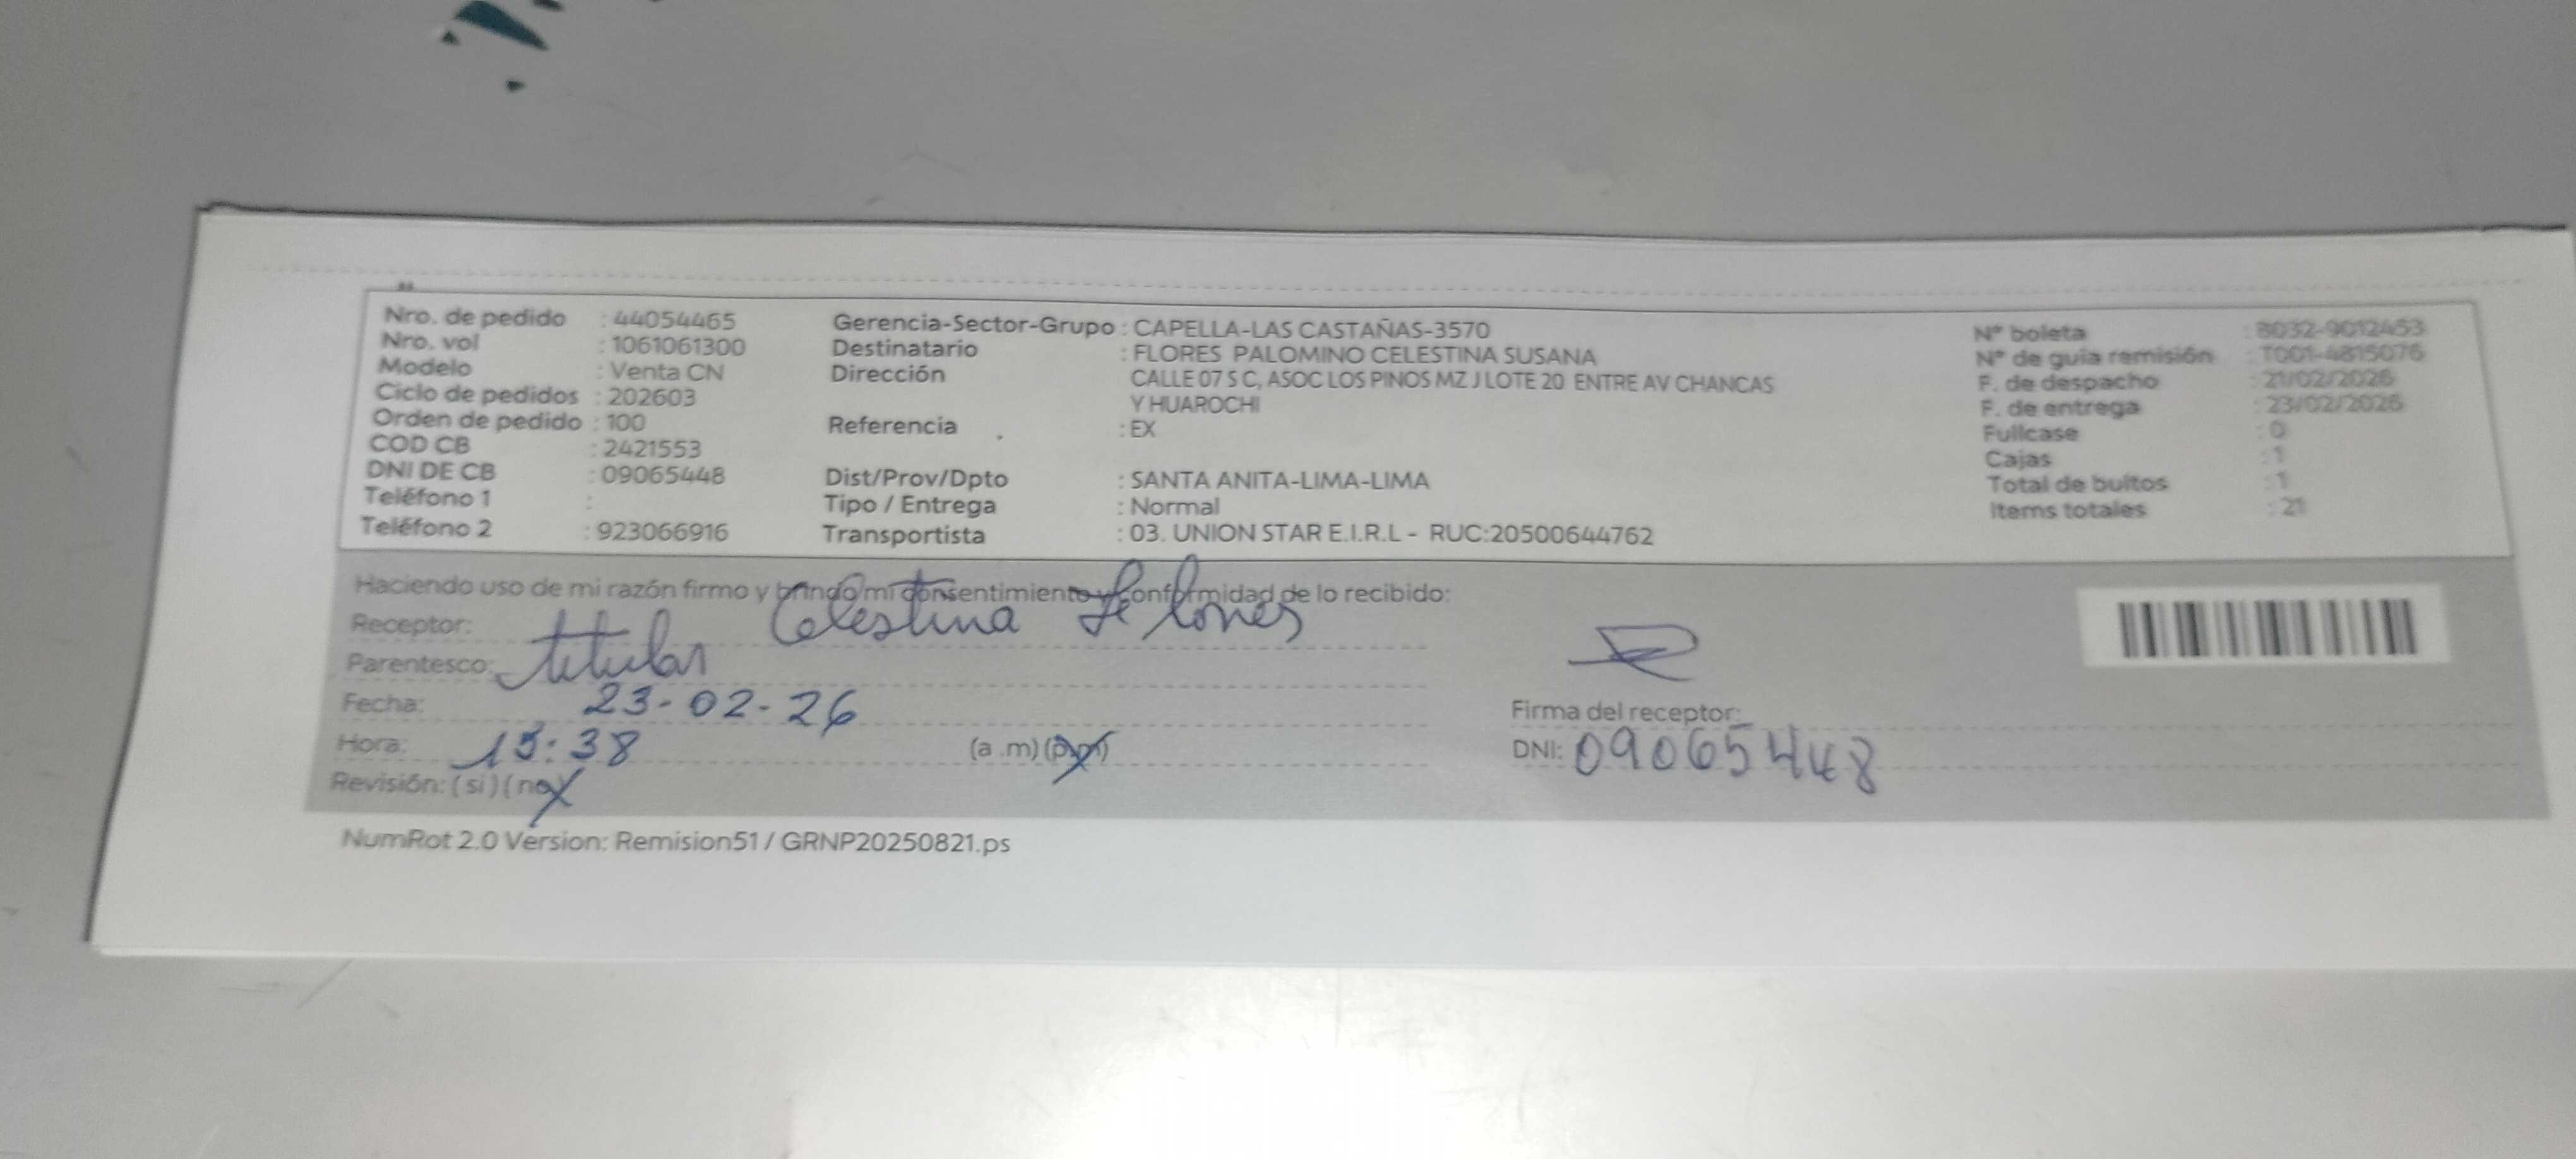 Nro. de pedido : 44054465
Nro. vol : 1061061300
Modelo : Venta CN
Ciclo de pedidos : 202603
Orden de pedido : 100
COD CB : 2421553
DNI DE CB : 09065448
Teléfono 1 :
Teléfono 2 : 923066916
Gerencia-Sector-Grupo : CAPELLA-LAS CASTAÑAS-3570
Destinatario : FLORES PALOMINO CELESTINA SUSANA
Dirección CALLE 07 S C, ASOC LOS PINOS MZ J LOTE 20 ENTRE AV CHANCAS
Y HUAROCHI
Referencia : EX
Dist/Prov/Dpto : SANTA ANITA-LIMA-LIMA
Tipo / Entrega : Normal
Transportista : 03. UNION STAR E.I.R.L - RUC:20500644762
N° boleta : B032-9012453
N° de guía remisión : T001-4815076
F. de despacho : 21/02/2026
F. de entrega : 23/02/2026
Fullcase : 0
Cajas : 1
Total de bultos : 1
Items totales : 21
Haciendo uso de mi razón firmo y brindo mi consentimiento y conformidad de lo recibido:
Receptor: Celestina Flores
Parentesco: titular
Fecha: 23-02-26
Hora: 15:38 (a .m) (p.m)
Revisión: (si) (no)
Firma del receptor:
DNI: 09065448
NumRot 2.0 Version: Remision51 / GRNP20250821.ps